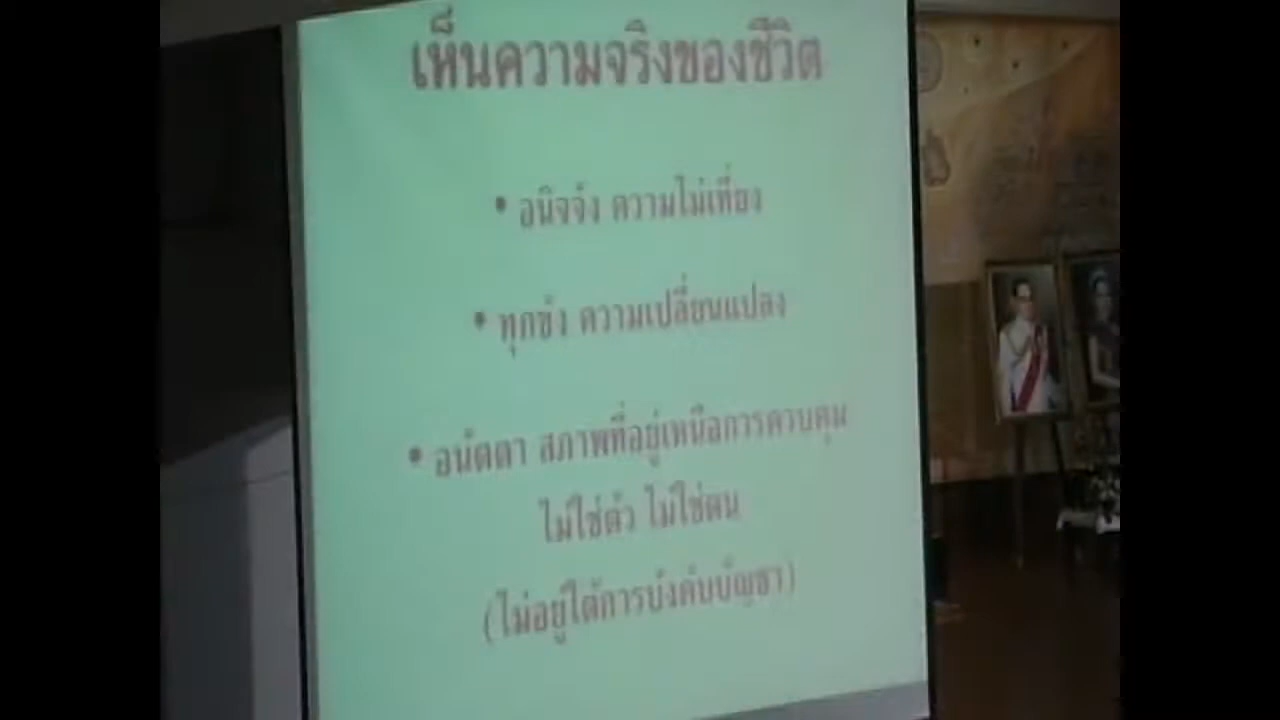 เห็นความจริงของชีวิต
• อนิจจัง ความไม่เที่ยง
• ทุกขัง ความเปลี่ยนแปลง
• อนัตตา สภาพที่อยู่เหนือการควบคุม
ไม่ใช่ตัว ไม่ใช่ตน
(ไม่อยู่ใต้การบังคับบัญชา)